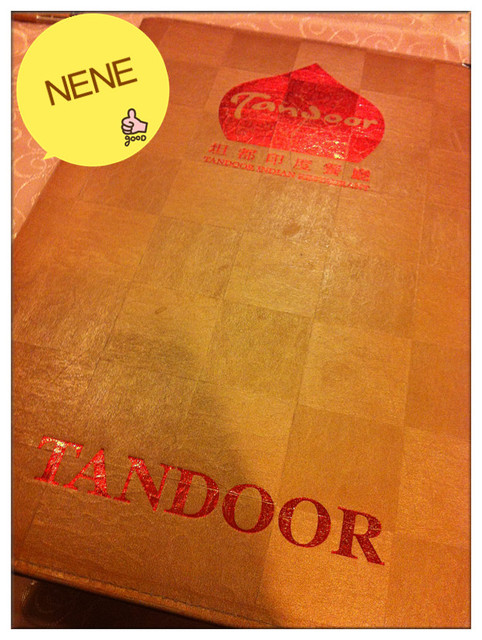 NENE
good
Tandoor
坦都印度餐廳
TANDOOR INDIAN RESTAURANT
TANDOOR